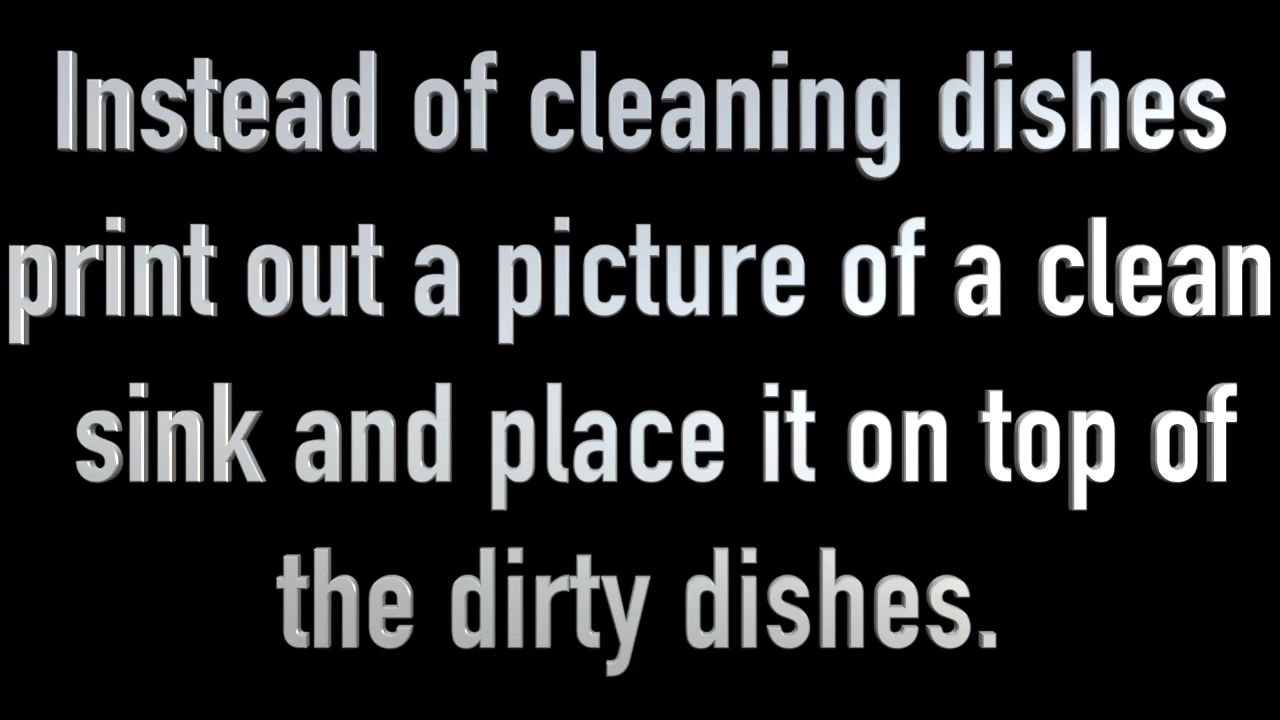 Instead of cleaning dishes
print out a picture of a clean
sink and place it on top of
the dirty dishes.